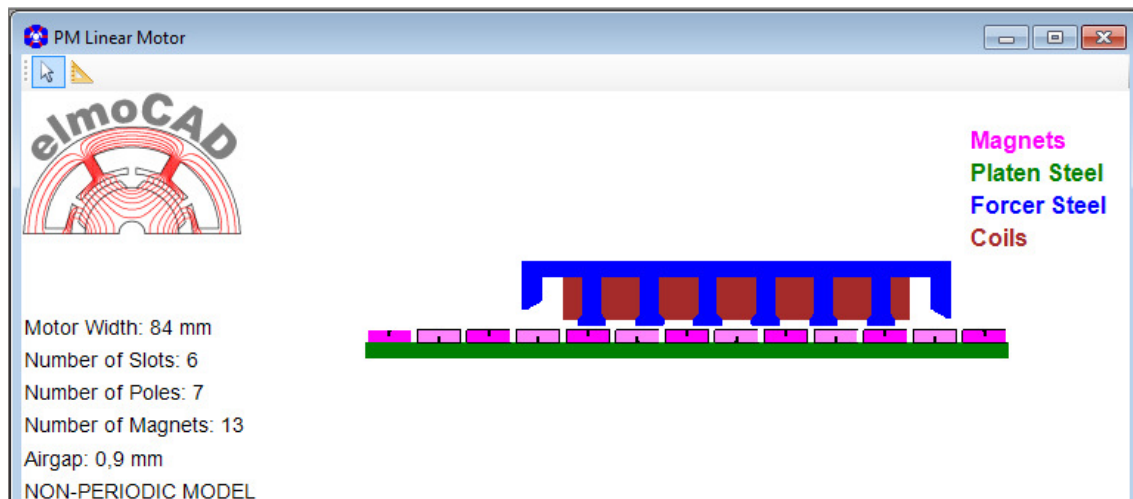 PM Linear Motor
elmoCAD
Magnets
Platen Steel
Forcer Steel
Coils
Motor Width: 84 mm
Number of Slots: 6
Number of Poles: 7
Number of Magnets: 13
Airgap: 0,9 mm
NON-PERIODIC MODEL